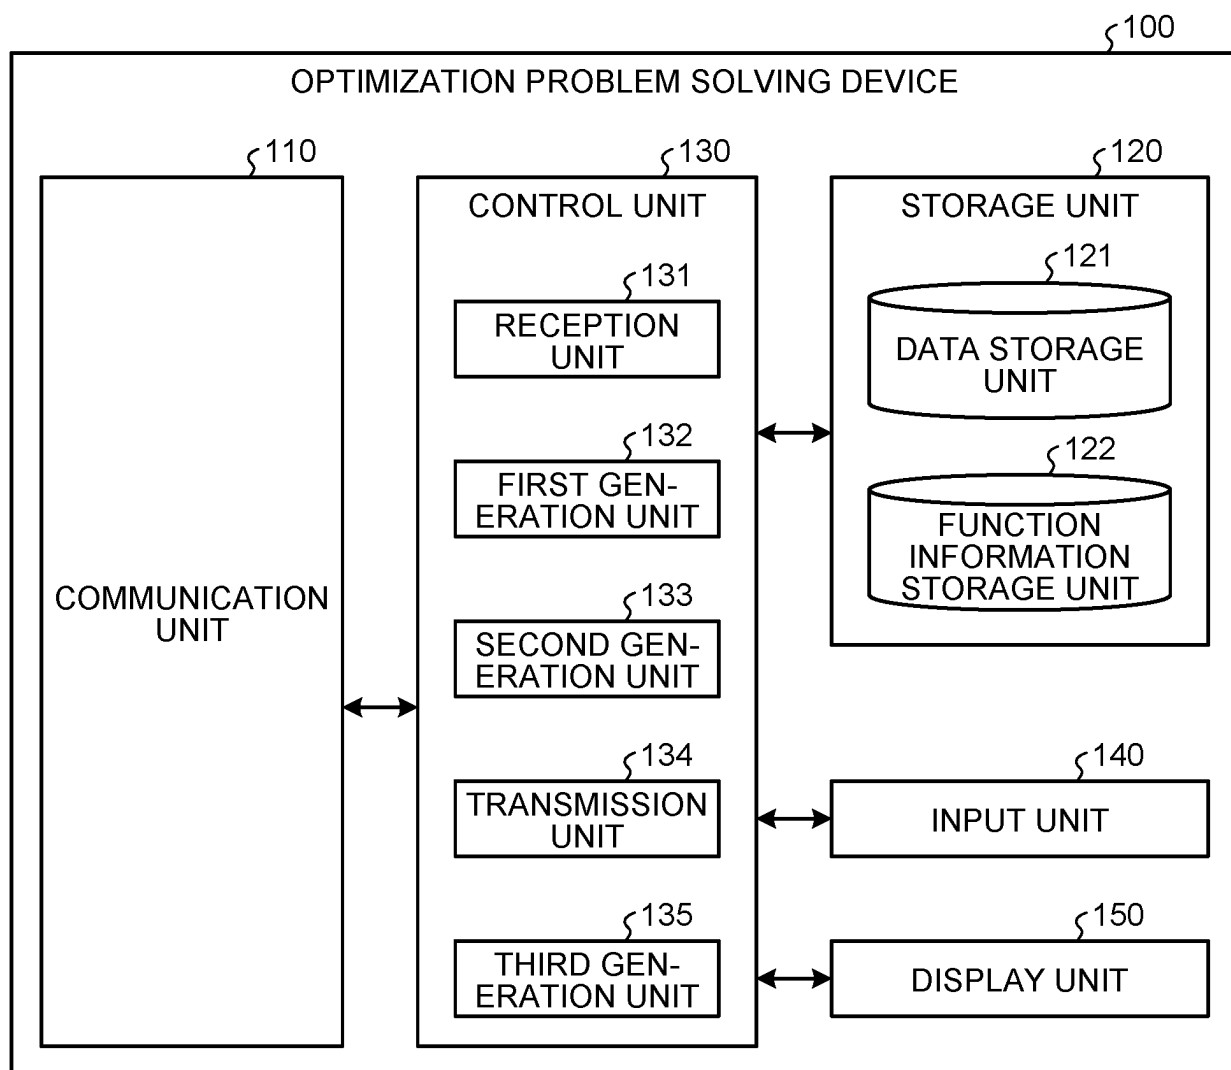 100
OPTIMIZATION PROBLEM SOLVING DEVICE
110
COMMUNICATION
UNIT
130
CONTROL UNIT
131
RECEPTION
UNIT
132
FIRST GEN-
ERATION UNIT
133
SECOND GEN-
ERATION UNIT
134
TRANSMISSION
UNIT
135
THIRD GEN-
ERATION UNIT
120
STORAGE UNIT
121
DATA STORAGE
UNIT
122
FUNCTION
INFORMATION
STORAGE UNIT
140
INPUT UNIT
150
DISPLAY UNIT